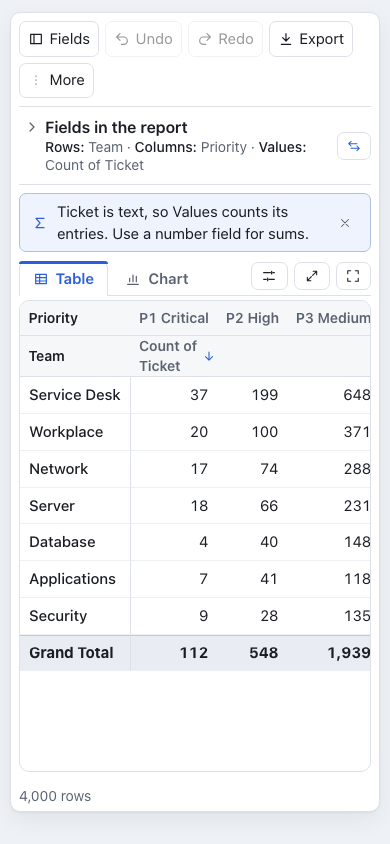 Fields Undo Redo Export
More
Fields in the report
Rows: Team · Columns: Priority · Values:
Count of Ticket
Σ Ticket is text, so Values counts its
entries. Use a number field for sums.
Table Chart
Priority P1 Critical P2 High P3 Medium
Team Count of
Ticket
Service Desk 37 199 648
Workplace 20 100 371
Network 17 74 288
Server 18 66 231
Database 4 40 148
Applications 7 41 118
Security 9 28 135
Grand Total 112 548 1,939
4,000 rows